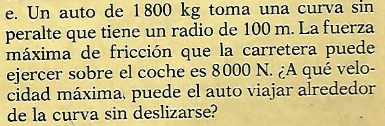 e. Un auto de 1800 kg toma una curva sin
peralte que tiene un radio de 100 m. La fuerza
máxima de fricción que la carretera puede
ejercer sobre el coche es 8000 N. ¿A qué velo-
cidad máxima, puede el auto viajar alrededor
de la curva sin deslizarse?